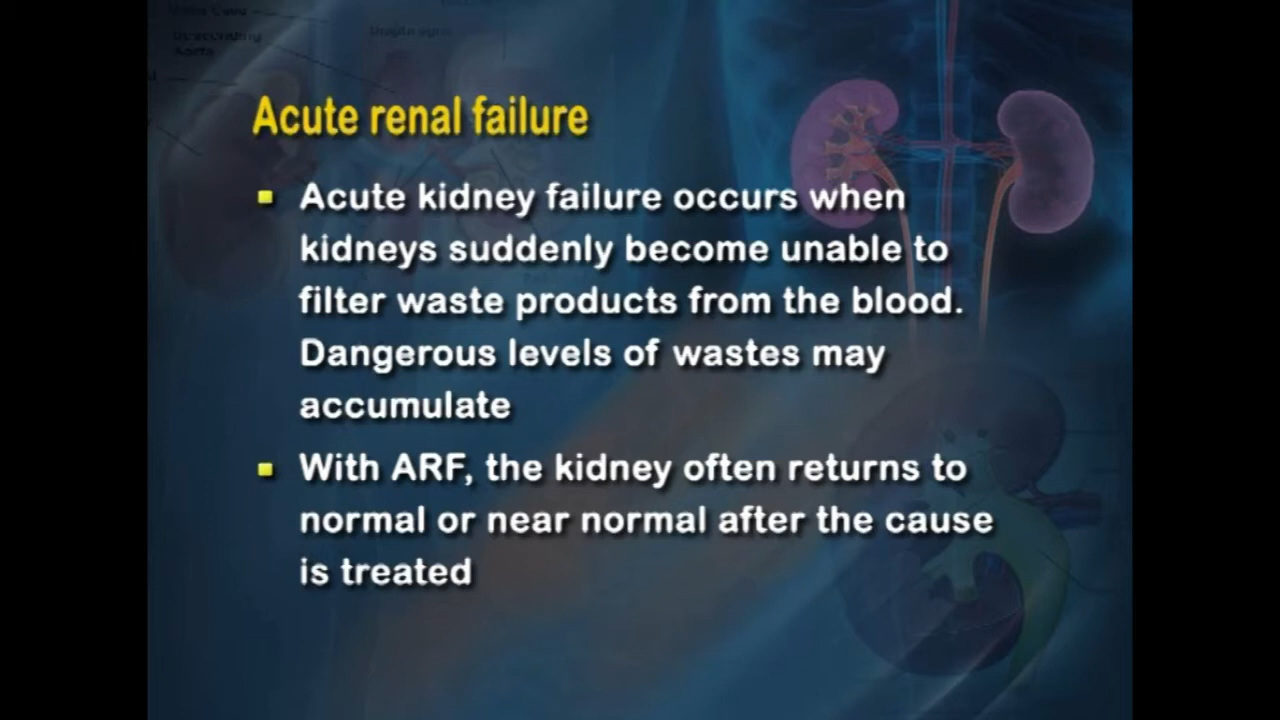 Acute renal failure
Acute kidney failure occurs when
kidneys suddenly become unable to
filter waste products from the blood.
Dangerous levels of wastes may
accumulate
With ARF, the kidney often returns to
normal or near normal after the cause
is treated